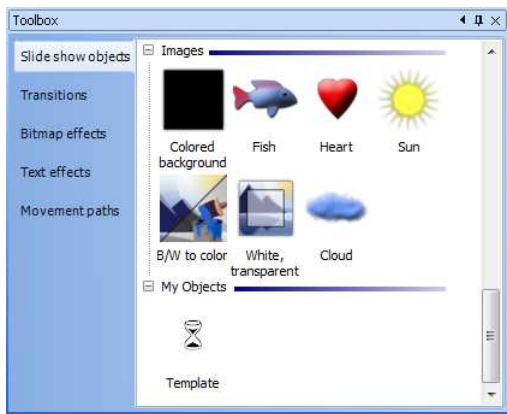 Toolbox
Slide show objects
Transitions
Bitmap effects
Text effects
Movement paths
Images
Colored
background
Fish
Heart
Sun
B/W to color
White,
transparent
Cloud
My Objects
Template